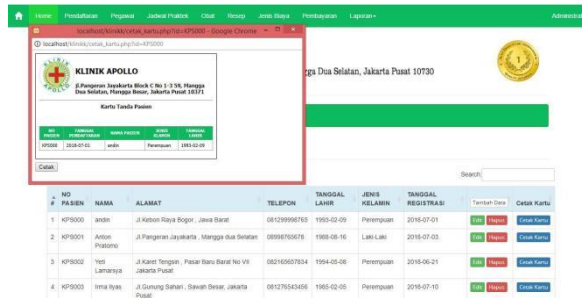 Home Pendaftaran Pegawai Jadwal Praktek Obat Resep Jenis Biaya Pembayaran Laporan
localhost/klinikk/cetak_kartu.php?id=KPS000 - Google Chrome
localhost/klinikk/cetak_kartu.php?id=KPS000
KLINIK APOLLO
Jl.Pangeran Jayakarta Block C No 1-3 59, Mangga
Dua Selatan, Mangga Besar, Jakarta Pusat 10371
Kartu Tanda Pasien
NO PASIEN TANGGAL PENDAFTARAN NAMA PASIEN JENIS KLAMIN TANGGAL LAHIR
KPS000 2018-07-01 andin Perempuan 1993-02-09
Cetak
gga Dua Selatan, Jakarta Pusat 10730
Search:
# NO PASIEN NAMA ALAMAT TELEPON TANGGAL LAHIR JENIS KELAMIN TANGGAL REGISTRASI Tambah Data Cetak Kartu
1 KPS000 andin Jl.Kebon Raya Bogor , Jawa Barat 081299998765 1993-02-09 Perempuan 2018-07-01 Edit Hapus Cetak Kartu
2 KPS001 Anton Pratomo Jl.Pangeran Jayakarta , Mangga dua Selatan 08998765678 1988-08-16 Laki-Laki 2018-07-03 Edit Hapus Cetak Kartu
3 KPS002 Yeti Lamarsya Jl.Karet Tengsin , Pasar Baru Barat No VII Jakarta Pusat 082165657834 1994-05-08 Perempuan 2018-06-21 Edit Hapus Cetak Kartu
4 KPS003 Irma Ilyas Jl.Gunung Sahari , Sawah Besar, Jakarta Pusat 081276543456 1985-02-05 Perempuan 2018-07-10 Edit Hapus Cetak Kartu